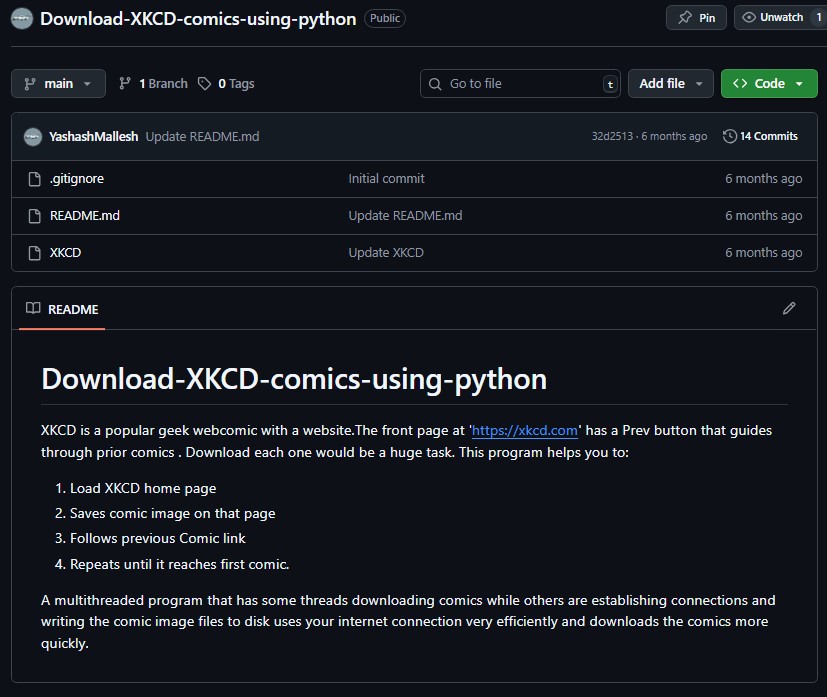 Download-XKCD-comics-using-python Public Pin Unwatch 1
main 1 Branch 0 Tags Go to file t Add file Code
YashashMallesh Update README.md 32d2513 · 6 months ago 14 Commits
.gitignore Initial commit 6 months ago
README.md Update README.md 6 months ago
XKCD Update XKCD 6 months ago
README
Download-XKCD-comics-using-python
XKCD is a popular geek webcomic with a website.The front page at 'https://xkcd.com' has a Prev button that guides
through prior comics . Download each one would be a huge task. This program helps you to:
1. Load XKCD home page
2. Saves comic image on that page
3. Follows previous Comic link
4. Repeats until it reaches first comic.
A multithreaded program that has some threads downloading comics while others are establishing connections and
writing the comic image files to disk uses your internet connection very efficiently and downloads the comics more
quickly.